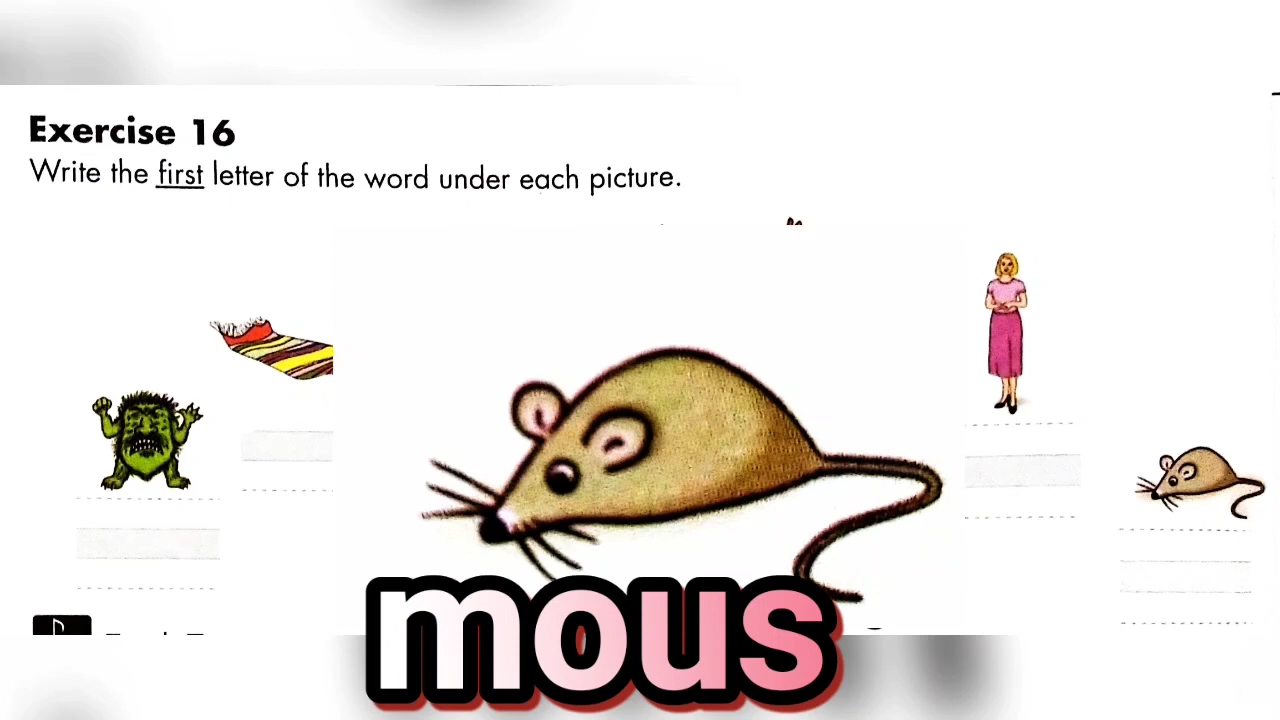 Exercise 16
Write the first letter of the word under each picture.
mous